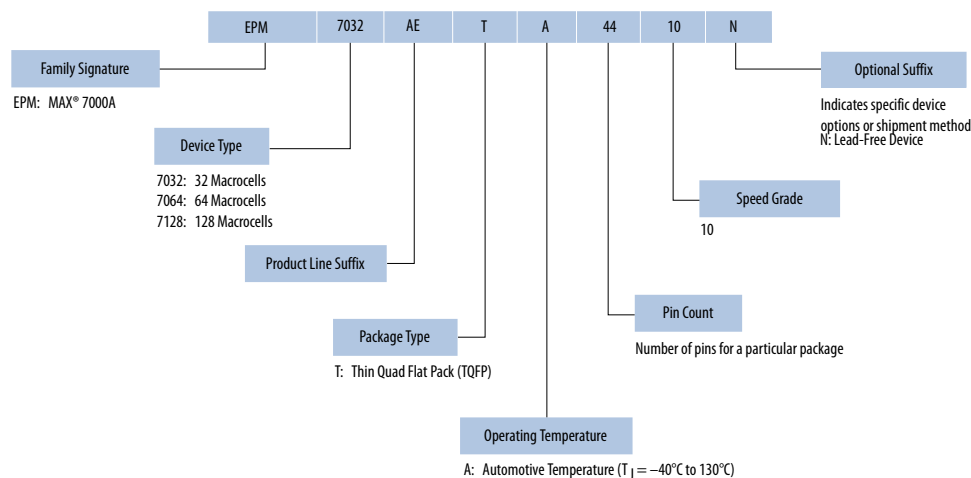 EPM 7032 AE T A 44 10 N
Family Signature
EPM: MAX® 7000A
Optional Suffix
Indicates specific device
options or shipment method
N: Lead-Free Device
Device Type
7032: 32 Macrocells
7064: 64 Macrocells
7128: 128 Macrocells
Speed Grade
10
Product Line Suffix
Pin Count
Number of pins for a particular package
Package Type
T: Thin Quad Flat Pack (TQFP)
Operating Temperature
A: Automotive Temperature (T J = –40°C to 130°C)